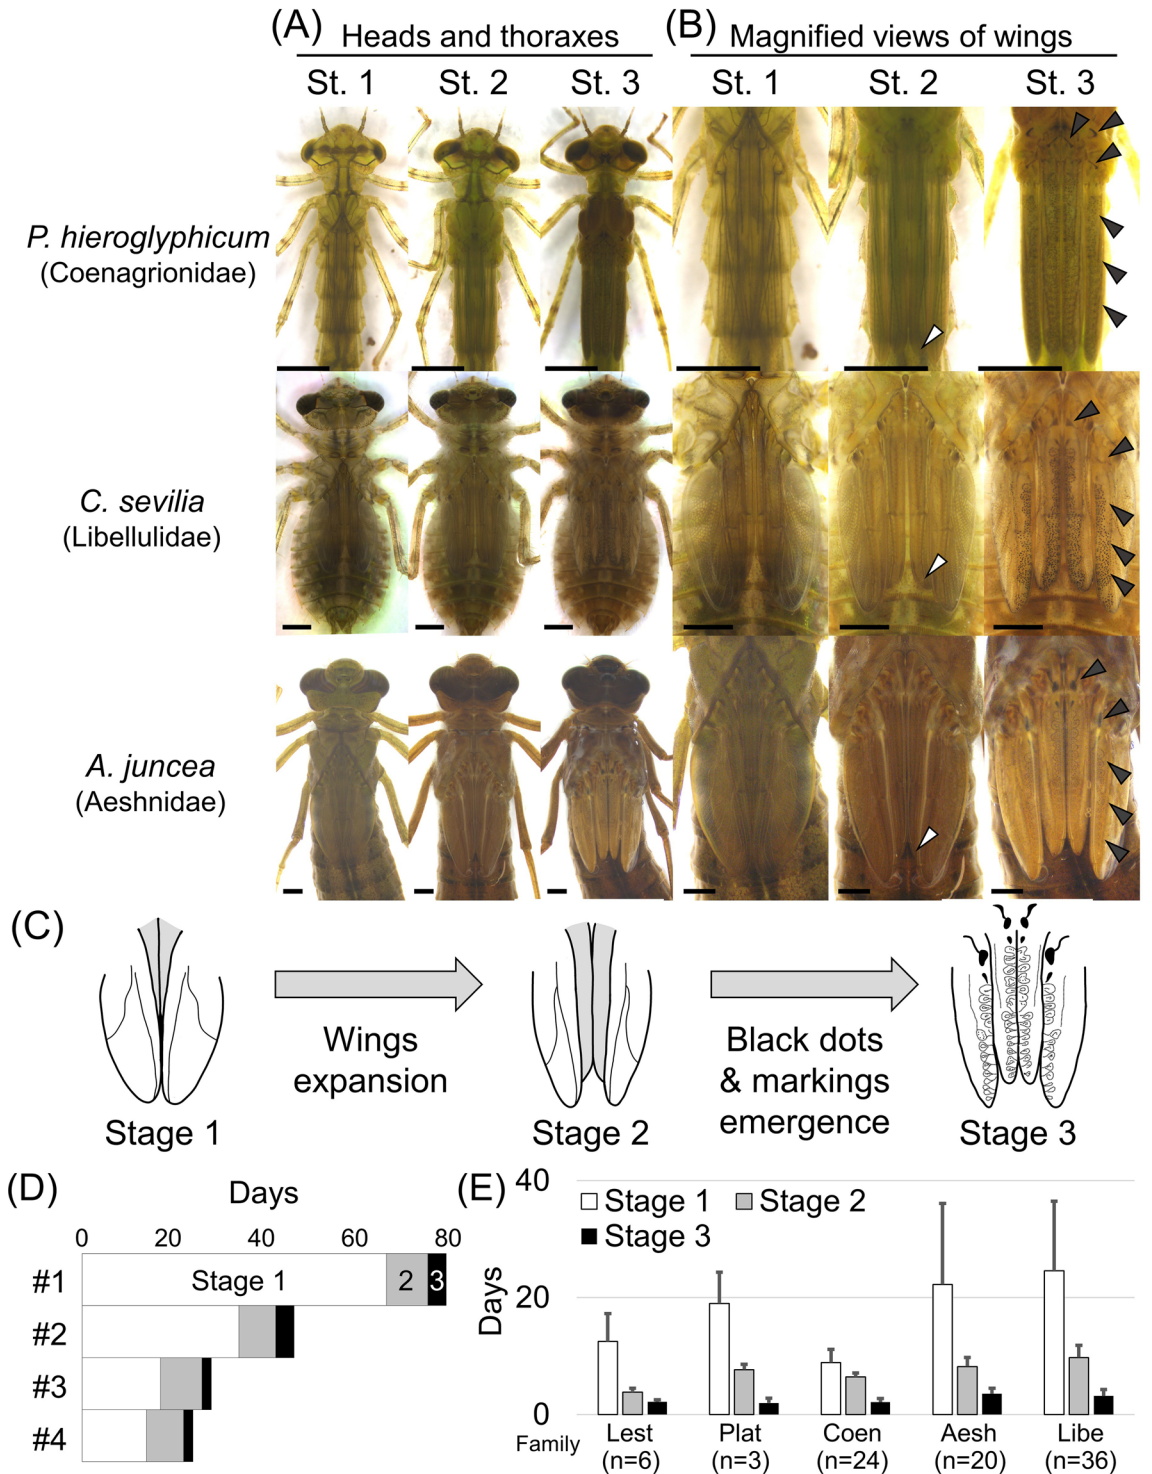 (A) Heads and thoraxes (B) Magnified views of wings
St. 1 St. 2 St. 3 St. 1 St. 2 St. 3
P. hieroglyphicum
(Coenagrionidae)
C. sevilia
(Libellulidae)
A. juncea
(Aeshnidae)
(C)
Wings
expansion
Black dots
& markings
emergence
Stage 1 Stage 2 Stage 3
(D) Days
0 20 40 60 80
#1 Stage 1 2 3
#2
#3
#4
(E)
40
Stage 1 Stage 2
Stage 3
Days
20
0
Family Lest Plat Coen Aesh Libe
(n=6) (n=3) (n=24) (n=20) (n=36)